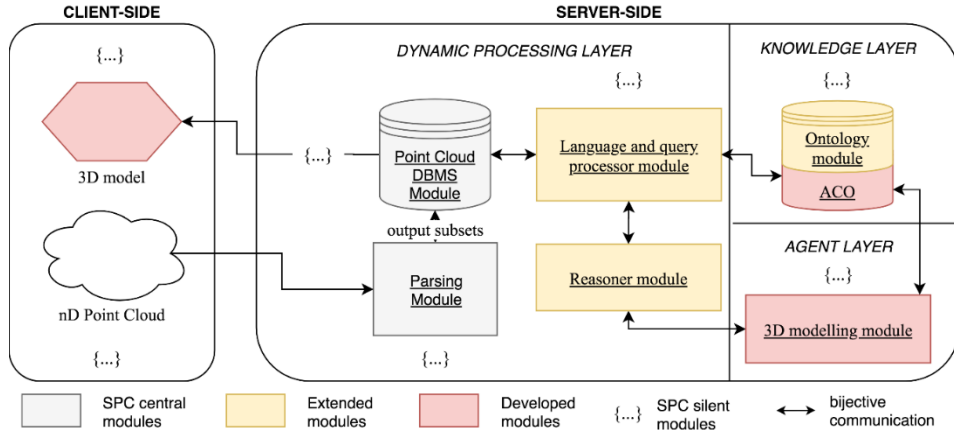 CLIENT-SIDE
SERVER-SIDE
{...}
3D model
nD Point Cloud
{...}
DYNAMIC PROCESSING LAYER
{...}
{...}
Point Cloud
DBMS
Module
output subsets
Parsing
Module
{...}
Language and query
processor module
Reasoner module
KNOWLEDGE LAYER
{...}
Ontology
module
ACO
AGENT LAYER
{...}
3D modelling module
SPC central
modules
Extended
modules
Developed
modules
{...}
SPC silent
modules
bijective
communication